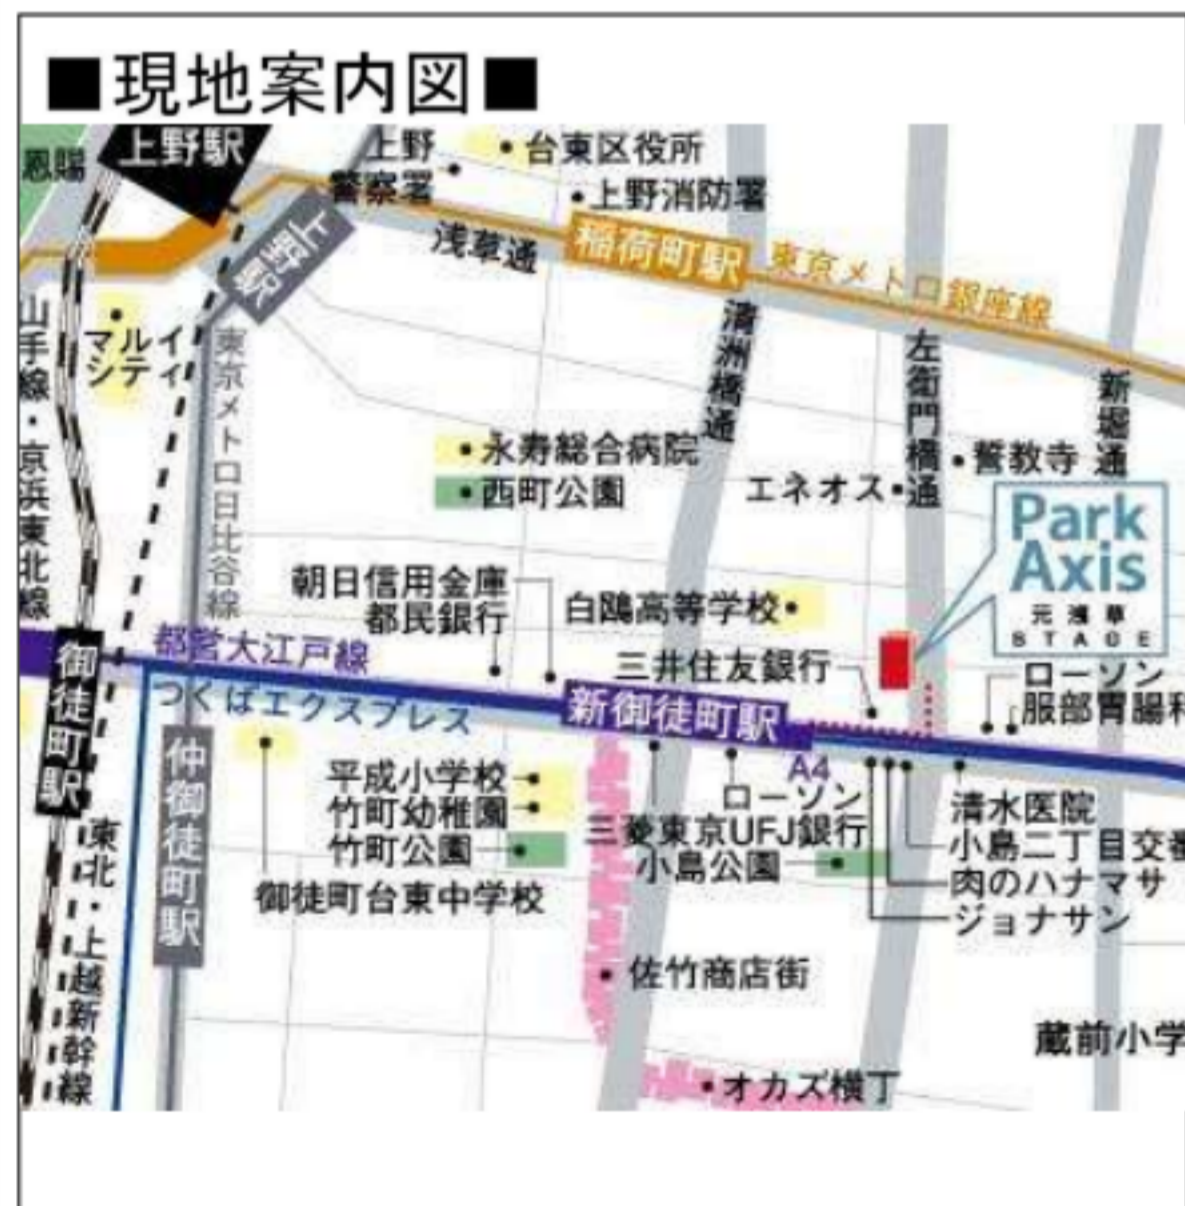 ■現地案内図■
恩賜
上野駅
上野
警察署
台東区役所
上野消防署
上野駅
浅草通
稲荷町駅
東京メトロ銀座線
山手線・京浜東北線
マルイ
シティ
東京メトロ日比谷線
清洲橋通
左衛門橋通
新堀通
永寿総合病院
西町公園
エネオス
誓教寺
Park
Axis
元浅草
STAGE
朝日信用金庫
都民銀行
白鴎高等学校
三井住友銀行
ローソン
服部胃腸科
都営大江戸線
つくばエクスプレス
御徒町駅
新御徒町駅
A4
仲御徒町駅
平成小学校
竹町幼稚園
竹町公園
御徒町台東中学校
ローソン
三菱東京UFJ銀行
小島公園
清水医院
小島二丁目交番
肉のハナマサ
ジョナサン
東北・上越新幹線
佐竹商店街
蔵前小学
オカズ横丁